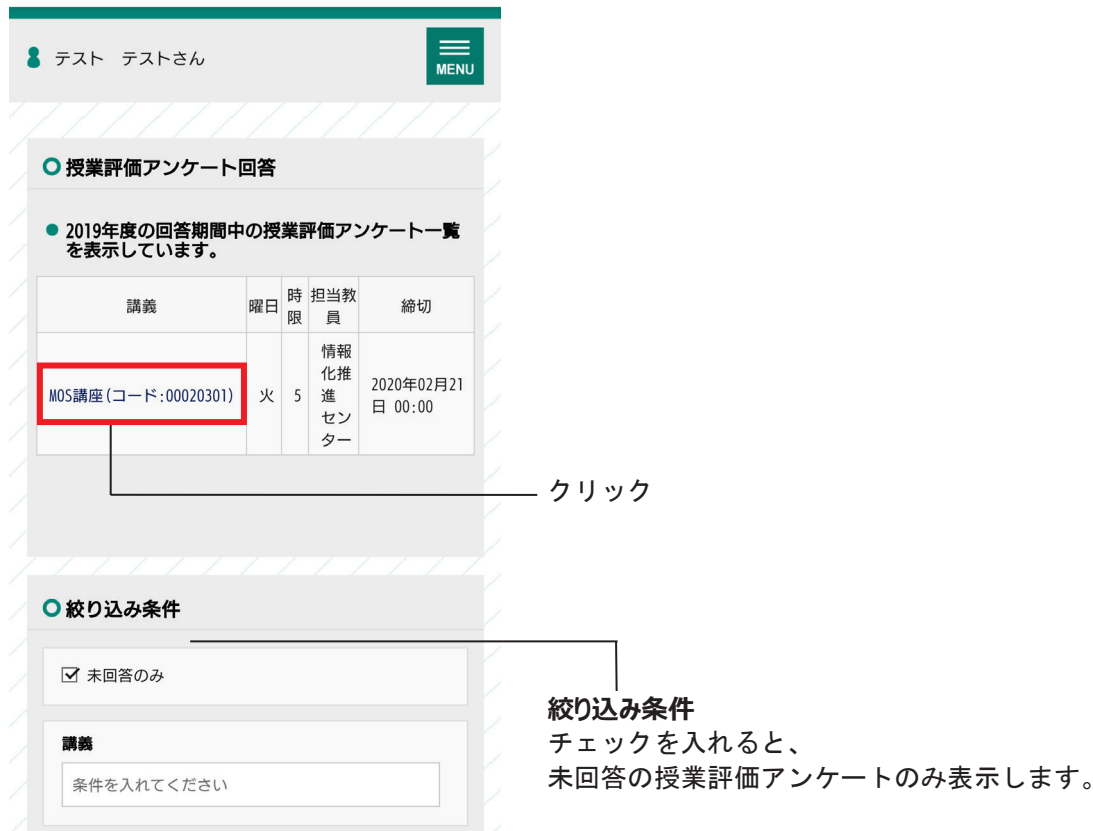 テスト　テストさん
MENU
授業評価アンケート回答
2019年度の回答期間中の授業評価アンケート一覧
を表示しています。
講義
曜日
時
限
担当教
員
締切
MOS講座(コード:00020301)
火
5
情報
化推
進
セン
ター
2020年02月21
日 00:00
クリック
絞り込み条件
未回答のみ
講義
条件を入れてください
絞り込み条件
チェックを入れると、
未回答の授業評価アンケートのみ表示します。